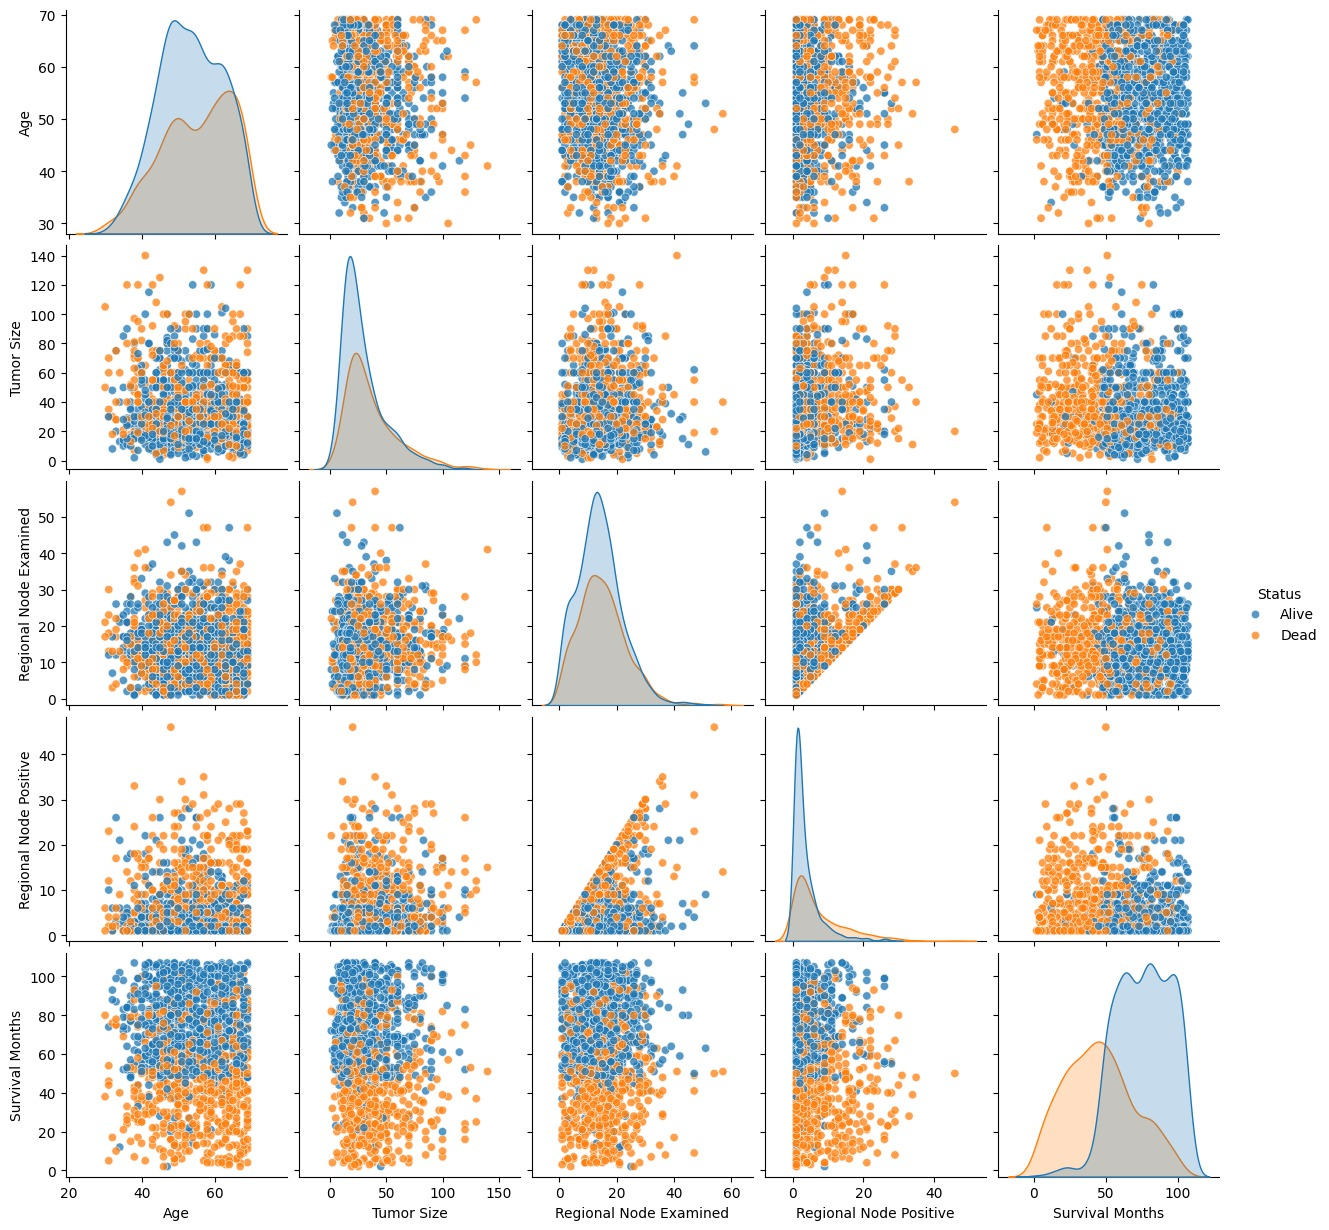 70
60
50
40
30
Age
140
120
100
80
60
40
20
0
Tumor Size
50
40
30
20
10
0
Regional Node Examined
Status
Alive
Dead
40
30
20
10
0
Regional Node Positive
100
80
60
40
20
0
Survival Months
20 40 60
0 50 100 150
0 20 40 60
0 20 40
0 50 100
Age
Tumor Size
Regional Node Examined
Regional Node Positive
Survival Months